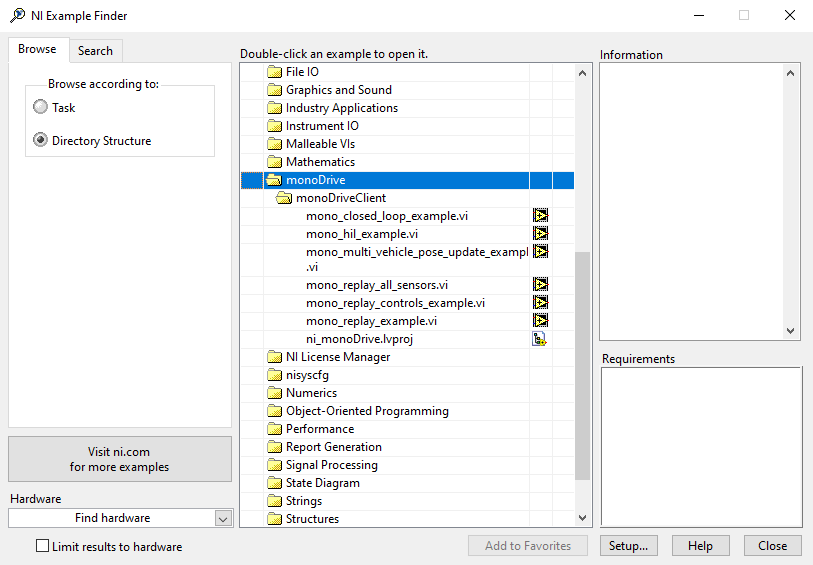 NI Example Finder
Browse
Search
Browse according to:
Task
Directory Structure
Visit ni.com
for more examples
Hardware
Find hardware
Limit results to hardware
Double-click an example to open it.
File IO
Graphics and Sound
Industry Applications
Instrument IO
Malleable VIs
Mathematics
monoDrive
monoDriveClient
mono_closed_loop_example.vi
mono_hil_example.vi
mono_multi_vehicle_pose_update_exampl
.vi
mono_replay_all_sensors.vi
mono_replay_controls_example.vi
mono_replay_example.vi
ni_monoDrive.lvproj
NI License Manager
nisyscfg
Numerics
Object-Oriented Programming
Performance
Report Generation
Signal Processing
State Diagram
Strings
Structures
Information
Requirements
Add to Favorites
Setup...
Help
Close